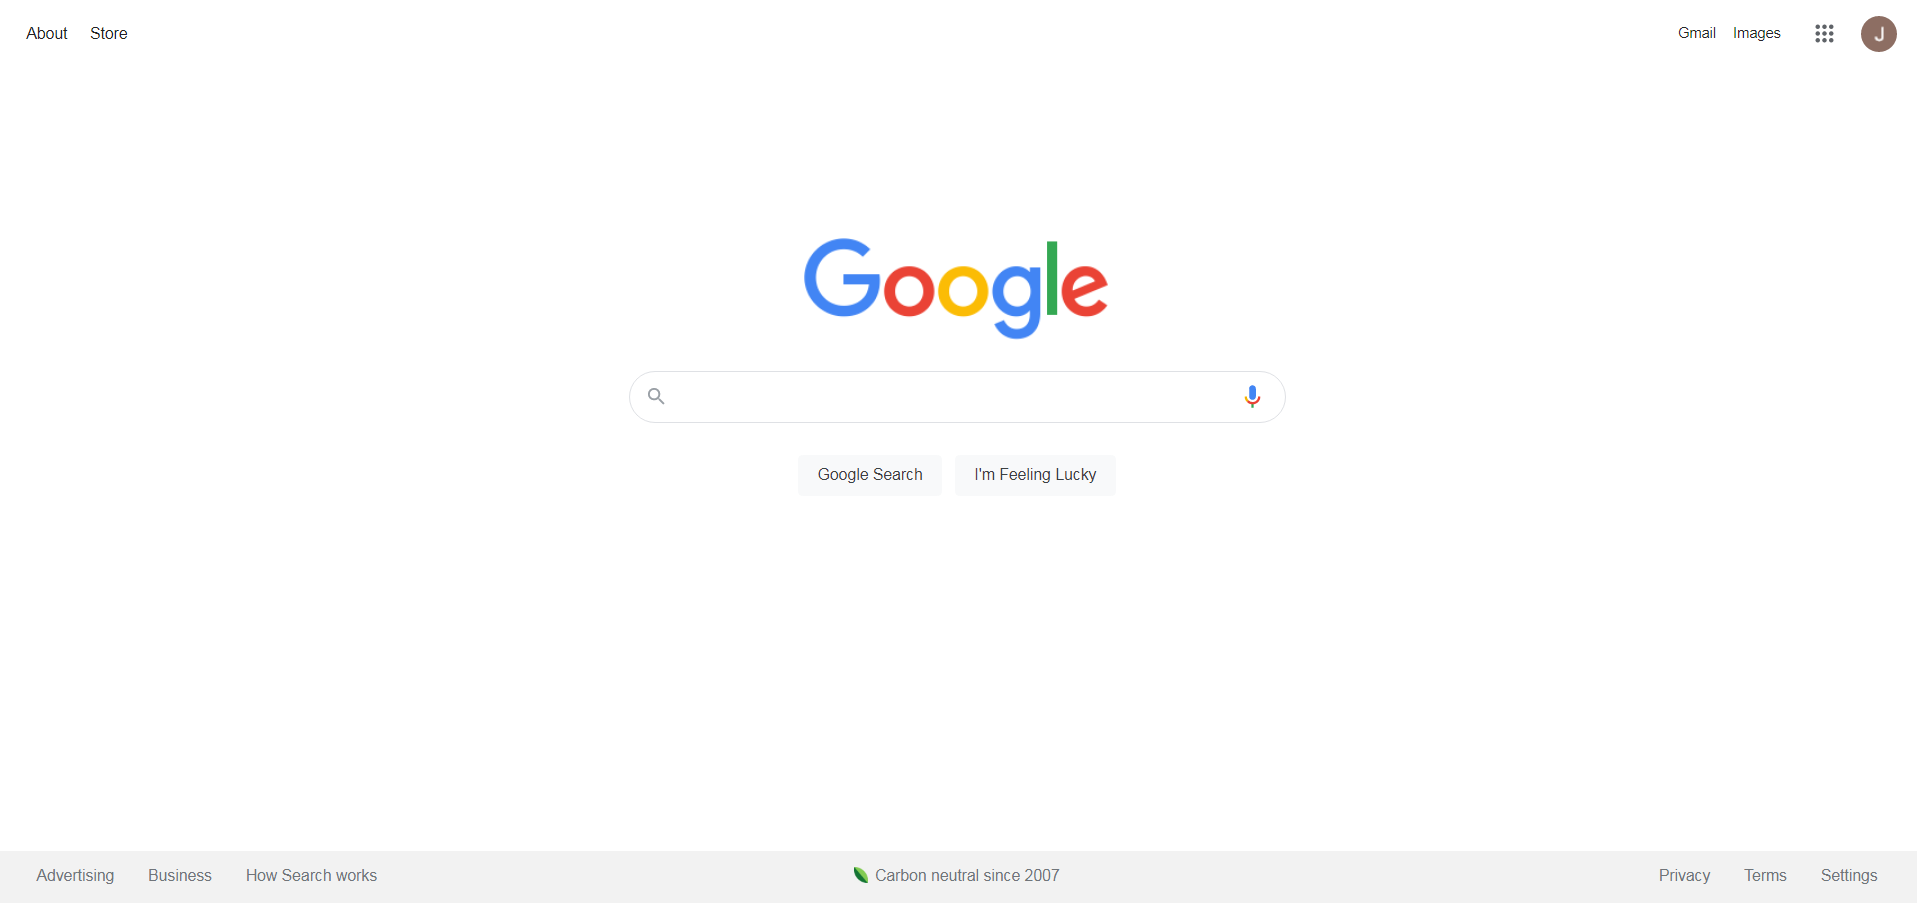 About Store Gmail Images J
Google
Google Search I'm Feeling Lucky
Advertising Business How Search works Carbon neutral since 2007 Privacy Terms Settings